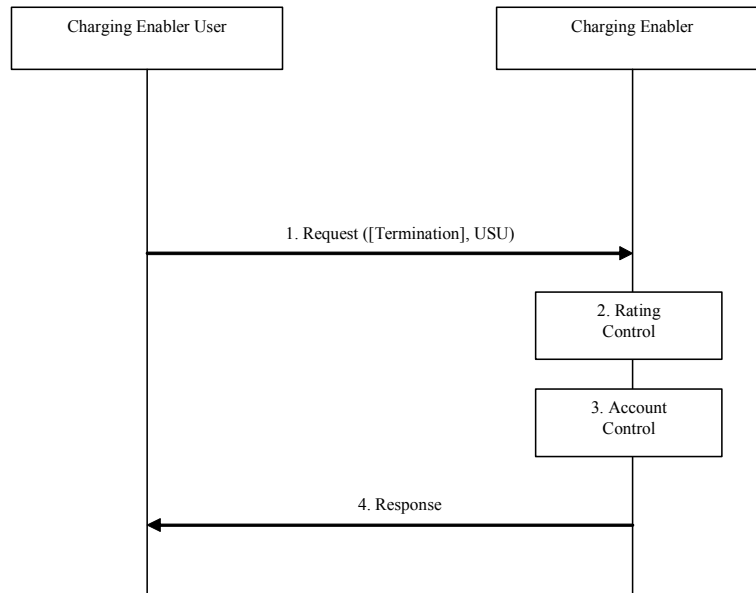 Charging Enabler User
Charging Enabler
1. Request ([Termination], USU)
2. Rating
Control
3. Account
Control
4. Response